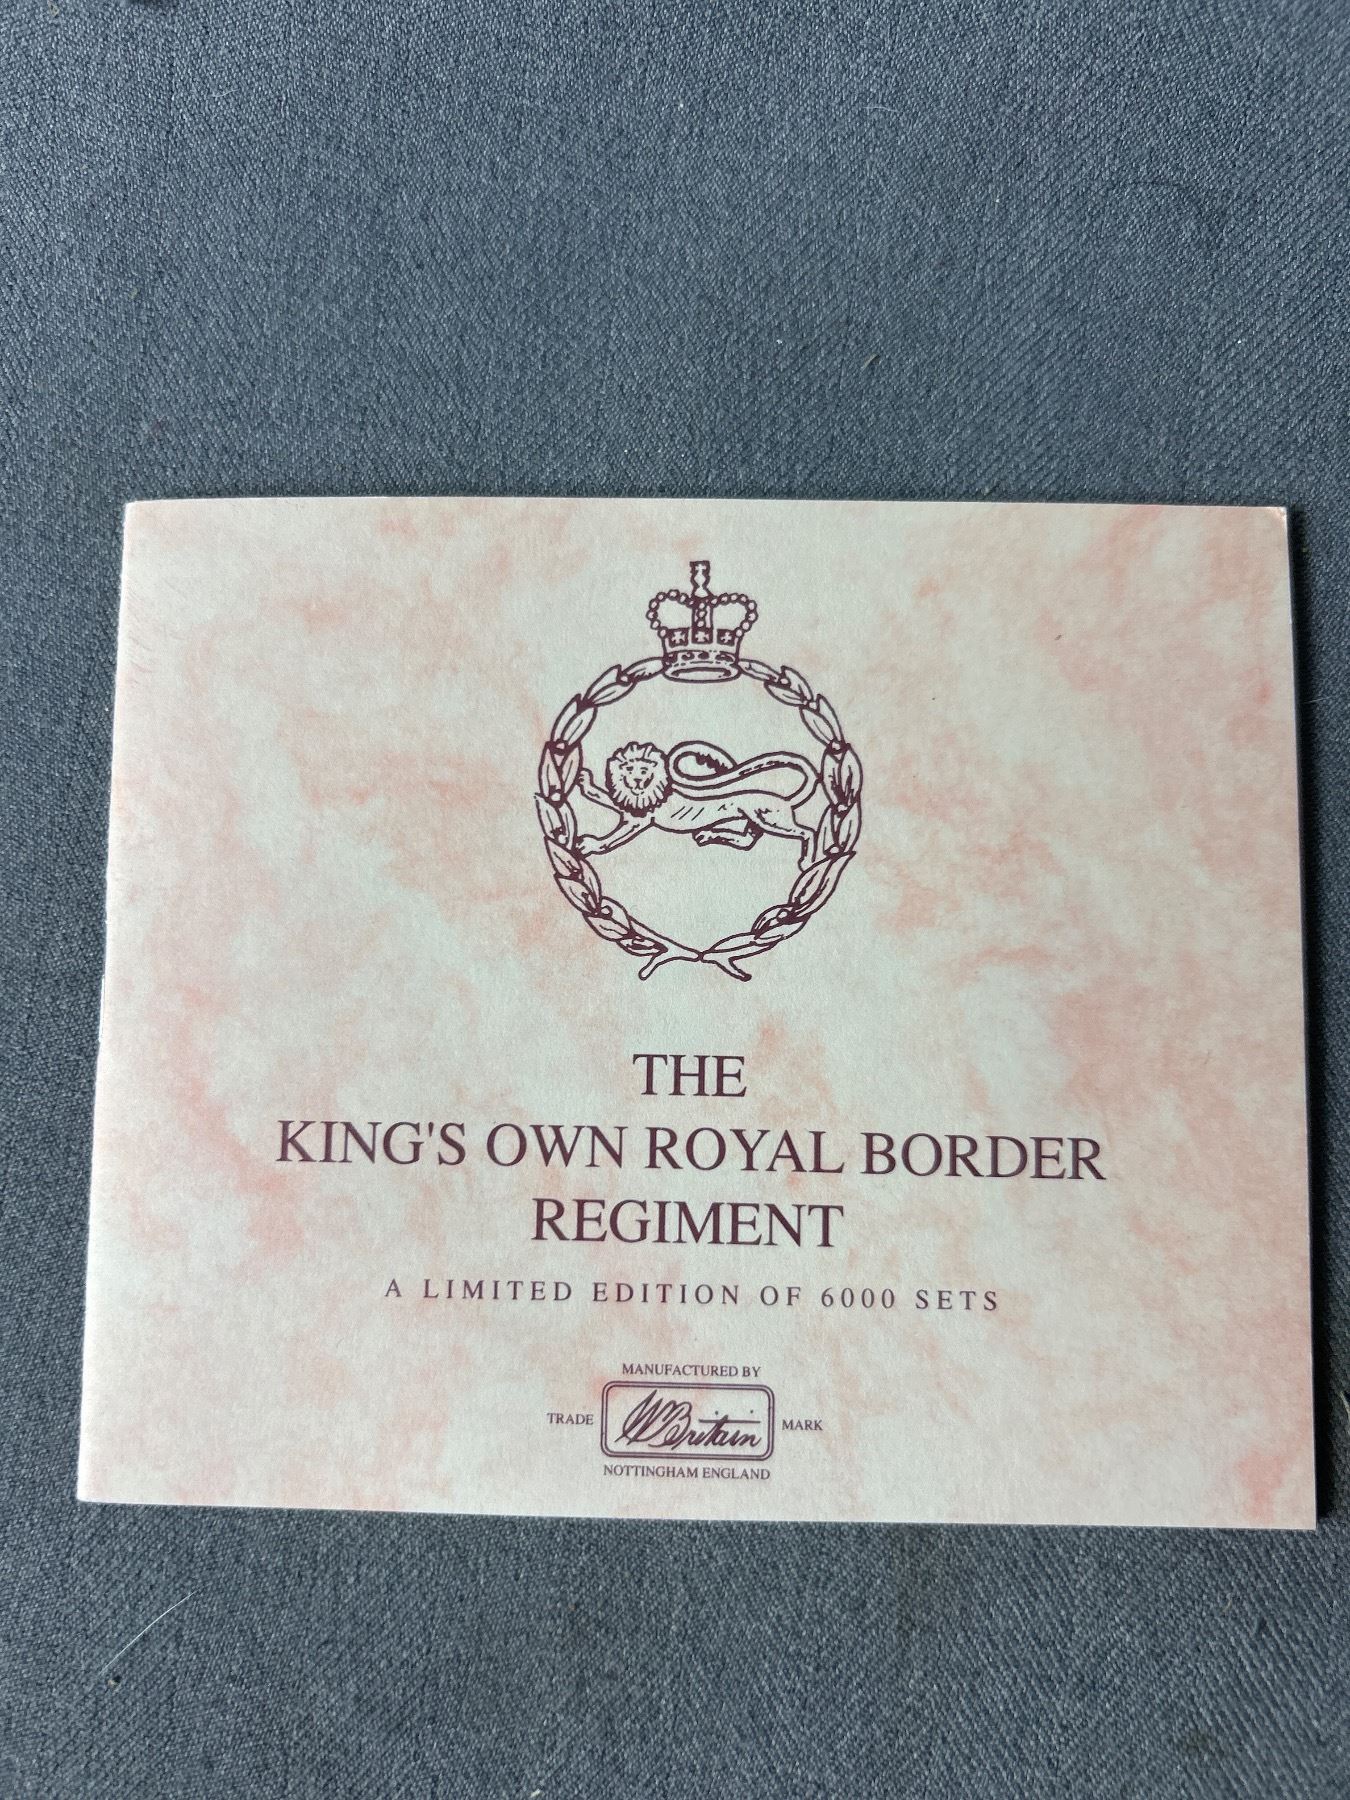 THE
KING'S OWN ROYAL BORDER
REGIMENT
A LIMITED EDITION OF 6000 SETS
MANUFACTURED BY
TRADE W Britain MARK
NOTTINGHAM ENGLAND